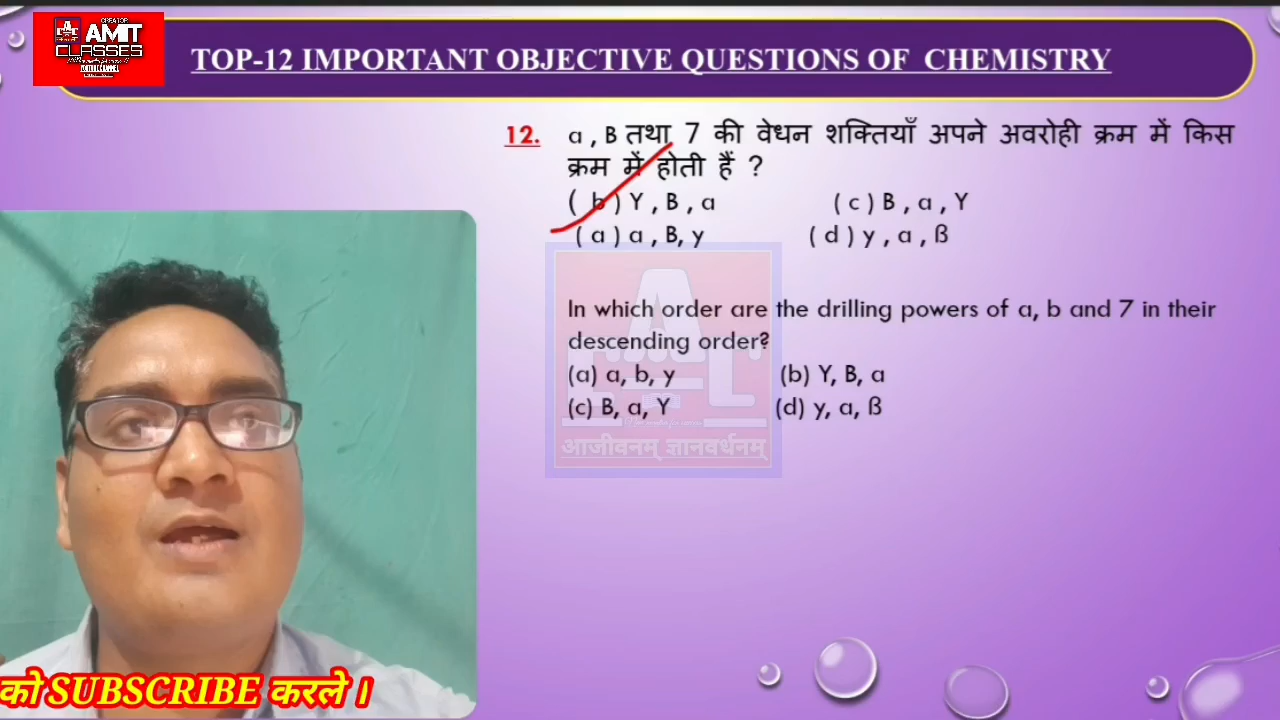 CREATOR
AMIT
CLASSES
TOP-12 IMPORTANT OBJECTIVE QUESTIONS OF CHEMISTRY
12. a , B तथा 7 की वेधन शक्तियाँ अपने अवरोही क्रम में किस
क्रम में होती हैं ?
( b ) Y , B , a ( c ) B , a , Y
( a ) a , B, y ( d ) y , a , ß
In which order are the drilling powers of a, b and 7 in their
descending order?
(a) a, b, y (b) Y, B, a
(c) B, a, Y (d) y, a, ß
आजीवनम् ज्ञानवर्धनम्
को SUBSCRIBE करले ।